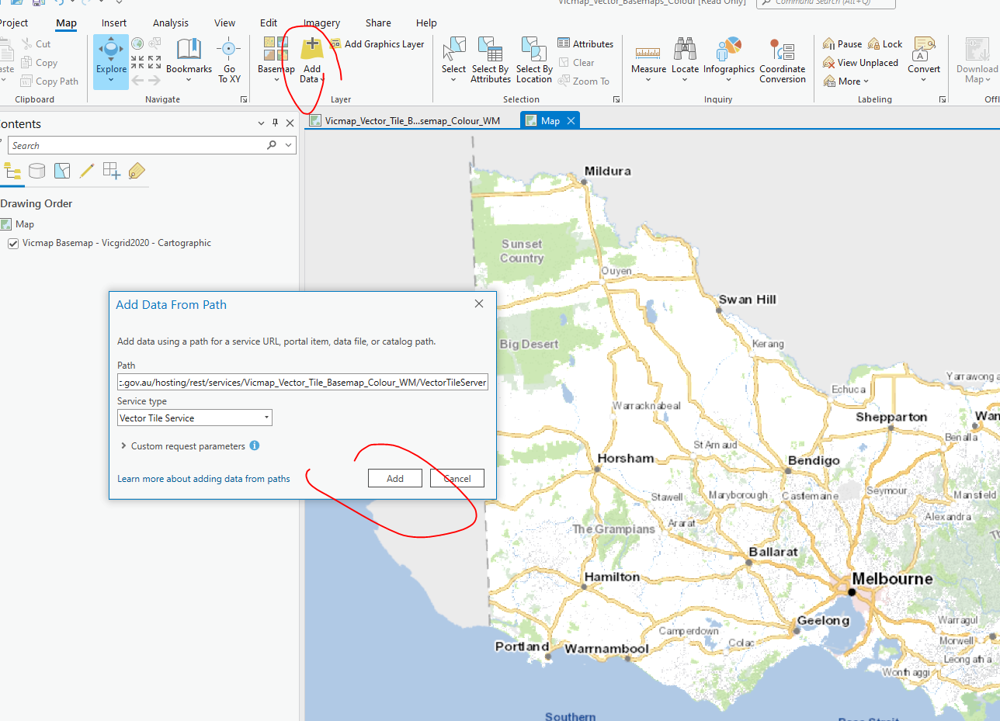 Vicmap_Vector_Basemaps_Colour [Read Only]
Command Search (Alt+Q)
Project Map Insert Analysis View Edit Imagery Share Help
Cut
Copy
Copy Path
Clipboard
Explore
Bookmarks
Go
To XY
Navigate
Basemap
Add
Data
Add Graphics Layer
Layer
Select
Select By
Attributes
Select By
Location
Attributes
Clear
Zoom To
Selection
Measure
Locate
Infographics
Coordinate
Conversion
Inquiry
Pause
Lock
View Unplaced
More
Convert
Labeling
Download
Map
Offl
Contents
Search
Drawing Order
Map
Vicmap Basemap - Vicgrid2020 - Cartographic
Vicmap_Vector_Tile_B...semap_Colour_WM
Map
Add Data From Path
Add data using a path for a service URL, portal item, data file, or catalog path.
Path
c.gov.au/hosting/rest/services/Vicmap_Vector_Tile_Basemap_Colour_WM/VectorTileServer
Service type
Vector Tile Service
Custom request parameters
Learn more about adding data from paths
Add
Cancel
Mildura
Sunset
Country
Ouyen
Swan Hill
Big Desert
Kerang
Yarrawonga
Echuca
Warracknabeal
Shepparton
Wan
Benalla
St Arnaud
Horsham
Bendigo
Stawell
Maryborough
Castlemaine
Seymour
Mansfield
Alexandra
Ararat
The Grampians
Ballarat
Hamilton
Melbourne
Geelong
Warragul
Camperdown
Colac
Morwell
Leongatha
Portland
Warrnambool
Wonthaggi
Southern
Bass Strait